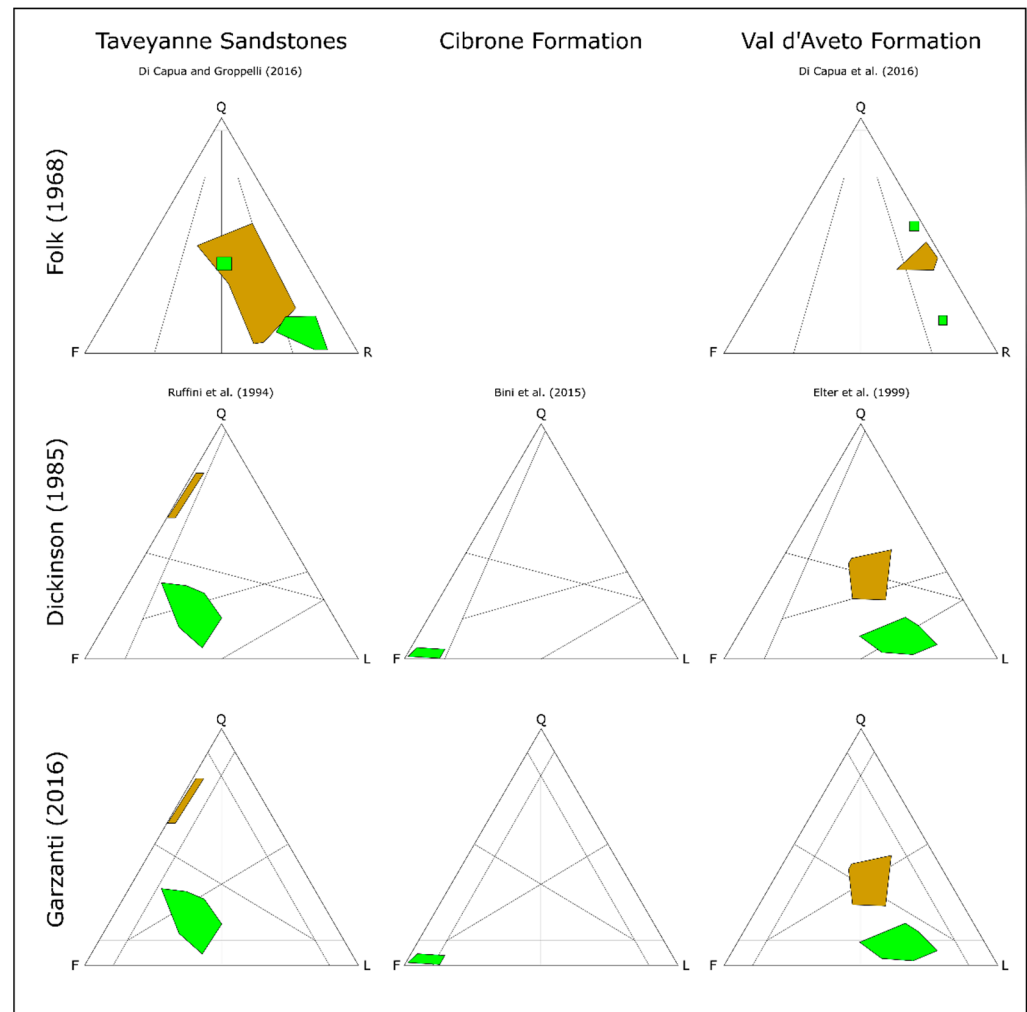 Taveyanne Sandstones
Cibrone Formation
Val d'Aveto Formation
Di Capua and Groppelli (2016)
Di Capua et al. (2016)
Folk (1968)
Q
F
R
Q
F
R
Ruffini et al. (1994)
Bini et al. (2015)
Elter et al. (1999)
Dickinson (1985)
Q
F
L
Q
F
L
Q
F
L
Garzanti (2016)
Q
F
L
Q
F
L
Q
F
L